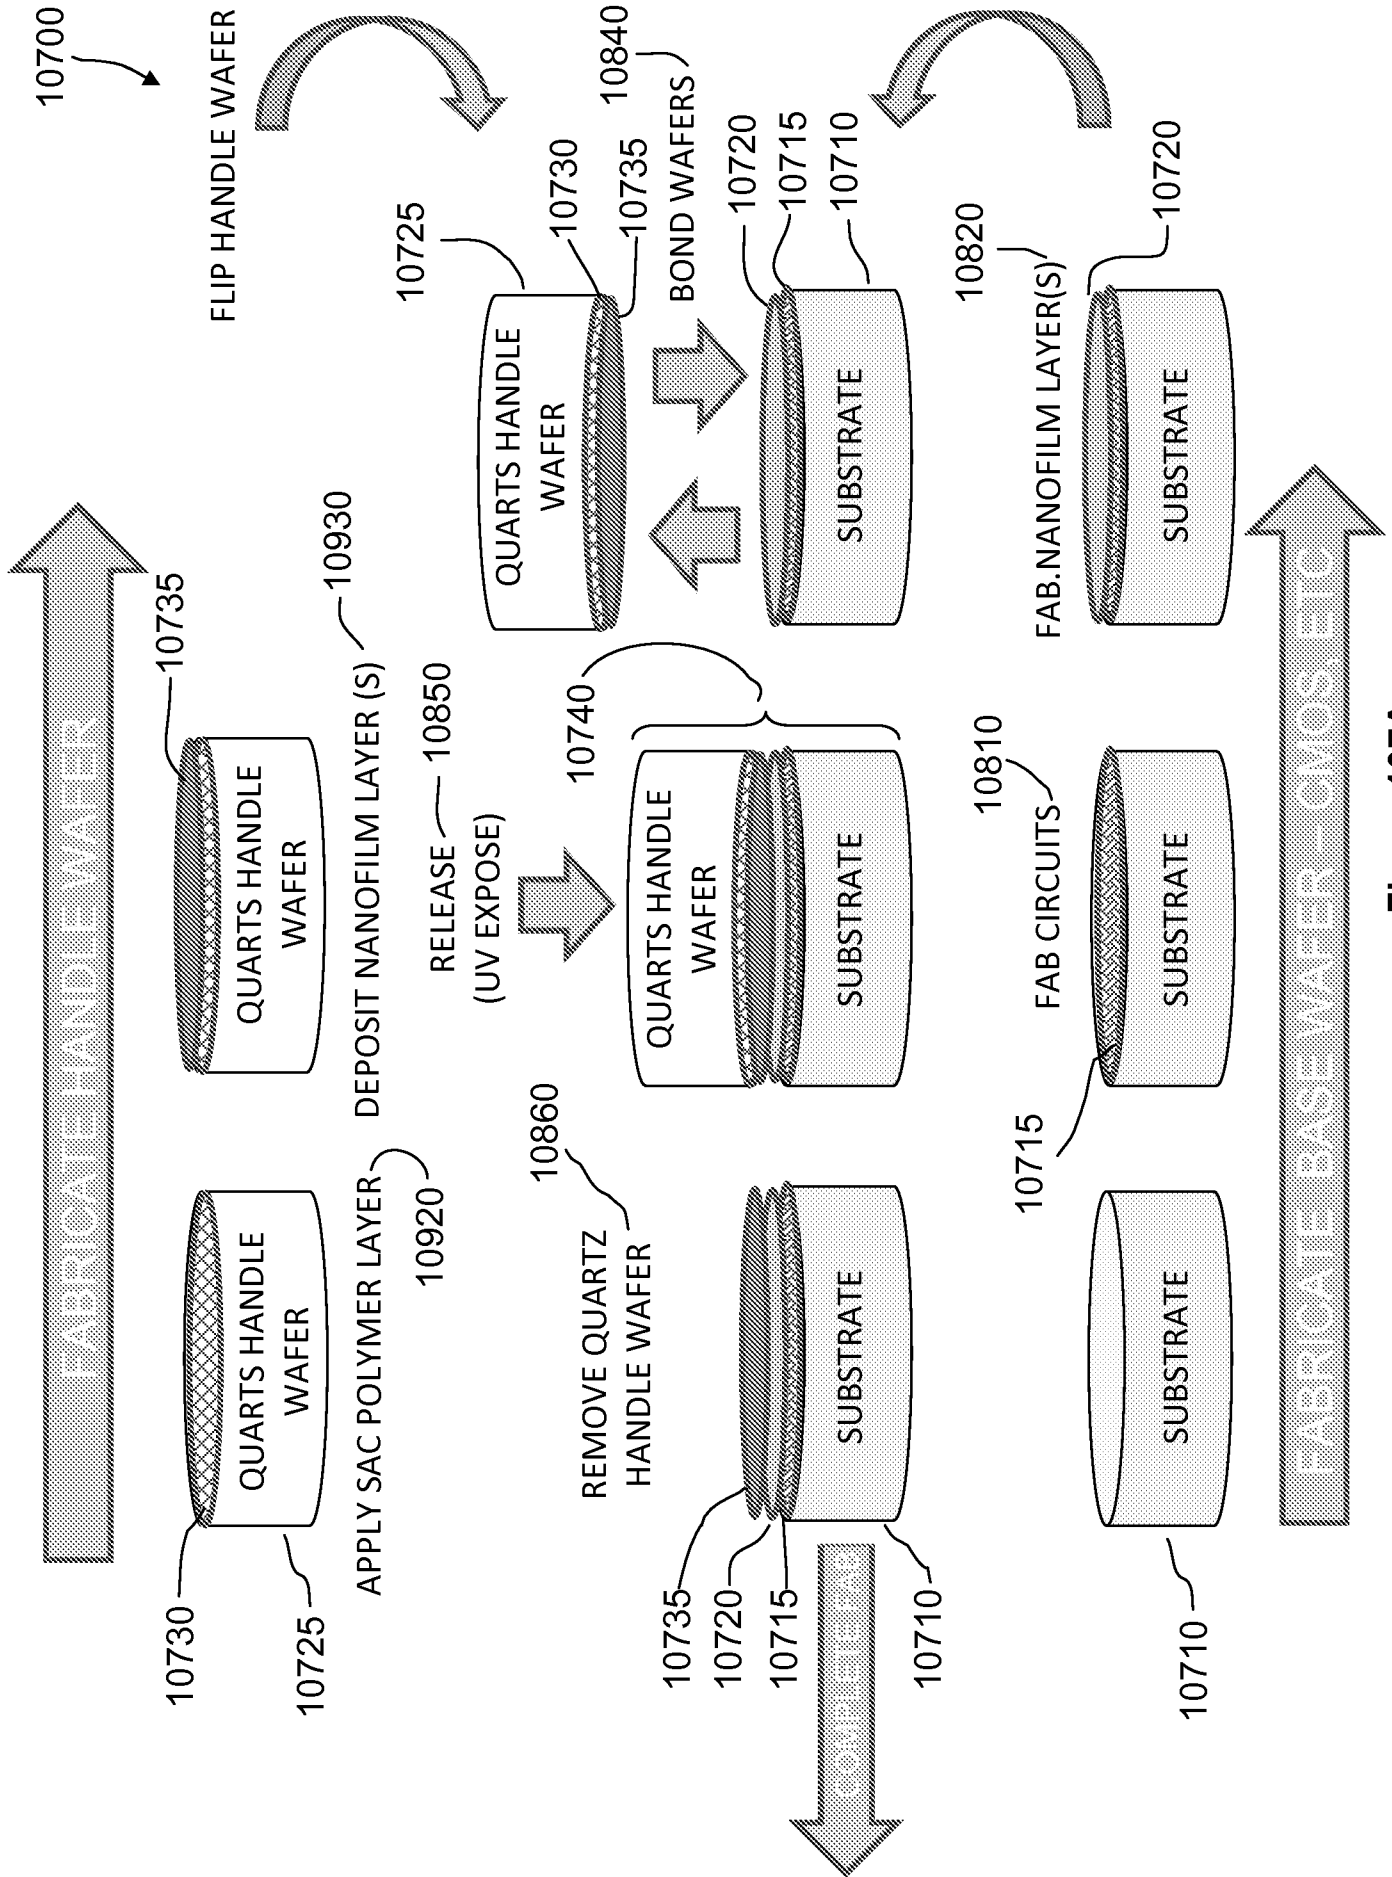 10700
FABRICATE HANDLE WAFER
FLIP HANDLE WAFER
10735
10730
10725
QUARTS HANDLE
WAFER
APPLY SAC POLYMER LAYER
10920
QUARTS HANDLE
WAFER
DEPOSIT NANOFILM LAYER (S)
10930
RELEASE
(UV EXPOSE)
10850
10725
QUARTS HANDLE
WAFER
10730
10735
BOND WAFERS
10840
10860
REMOVE QUARTZ
HANDLE WAFER
10740
QUARTS HANDLE
WAFER
SUBSTRATE
10720
10715
10710
SUBSTRATE
10735
10720
10715
10710
SUBSTRATE
COMPLETE FAB
10810
FAB CIRCUITS
10715
10820
FAB.NANOFILM LAYER(S)
10720
10710
SUBSTRATE
SUBSTRATE
SUBSTRATE
FABRICATE BASEWAFER–CMOS.ETC